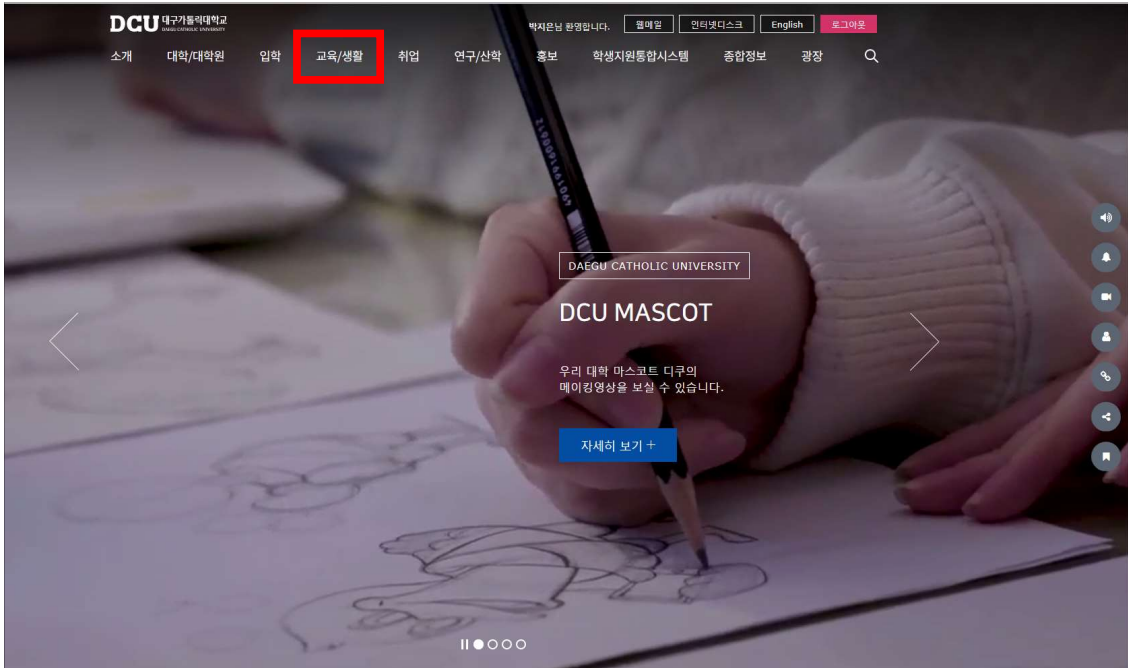 DCU 대구가톨릭대학교
DAEGU CATHOLIC UNIVERSITY
박지은님 환영합니다. 웹메일 인터넷디스크 English 로그아웃
소개 대학/대학원 입학 교육/생활 취업 연구/산학 홍보 학생지원통합시스템 종합정보 광장
DAEGU CATHOLIC UNIVERSITY
DCU MASCOT
우리 대학 마스코트 디쿠의
메이킹영상을 보실 수 있습니다.
자세히 보기 +